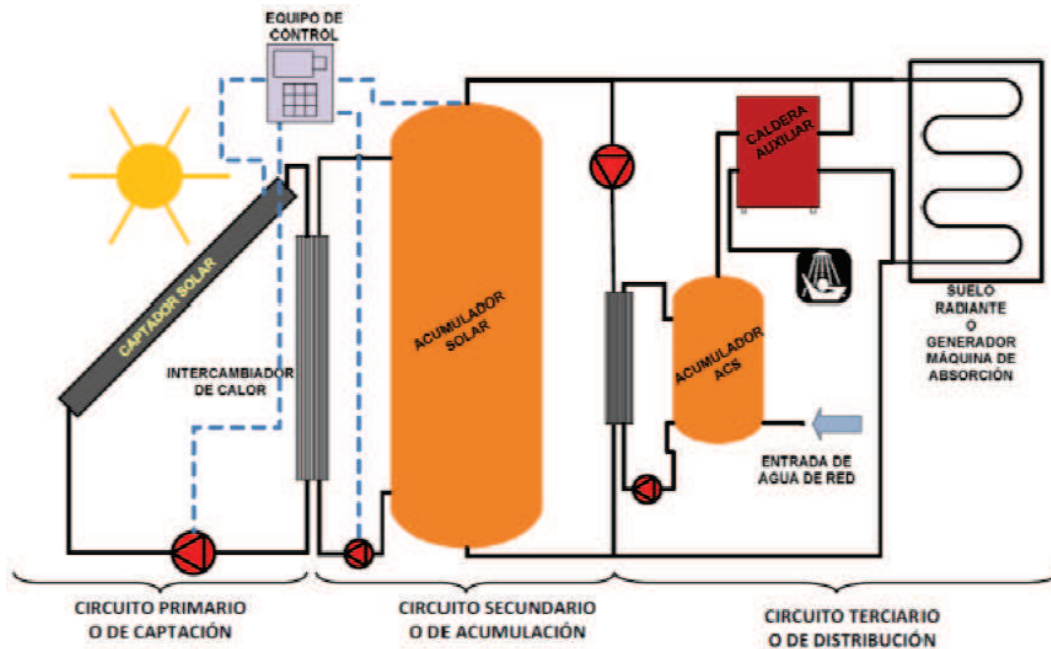 EQUIPO DE
CONTROL
CAPTADOR SOLAR
INTERCAMBIADOR
DE CALOR
ACUMULADOR
SOLAR
CALDERA
AUXILIAR
ACUMULADOR
ACS
ENTRADA DE
AGUA DE RED
SUELO
RADIANTE
O
GENERADOR
MÁQUINA DE
ABSORCIÓN
CIRCUITO PRIMARIO
O DE CAPTACIÓN
CIRCUITO SECUNDARIO
O DE ACUMULACIÓN
CIRCUITO TERCIARIO
O DE DISTRIBUCIÓN